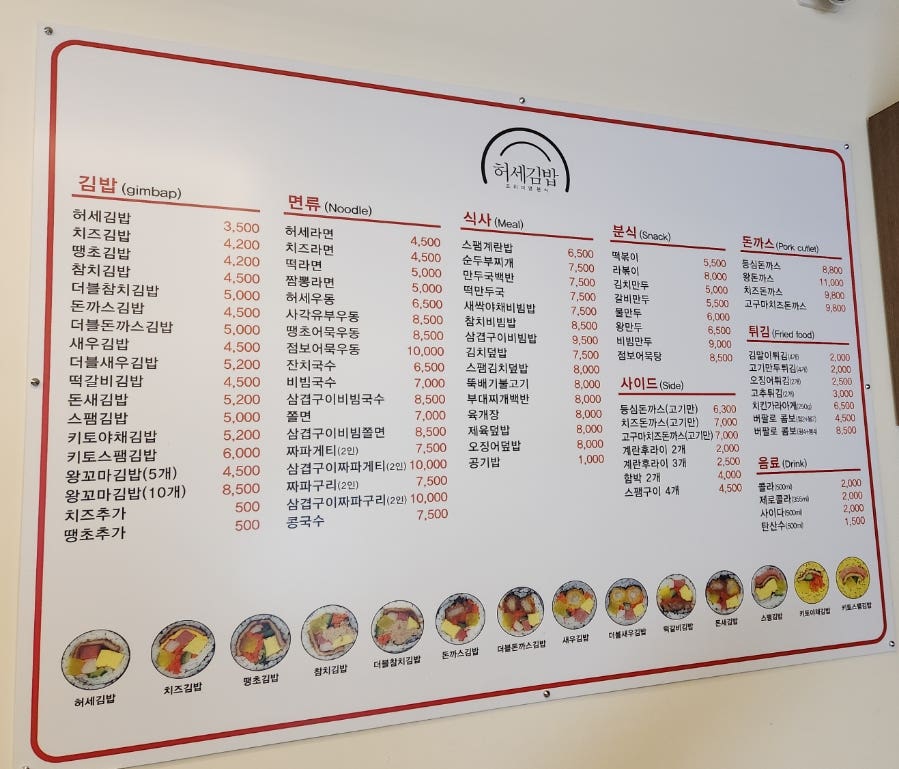 허세김밥
프리미엄분식
김밥 (gimbap)
허세김밥 3,500
치즈김밥 4,200
땡초김밥 4,200
참치김밥 4,500
더블참치김밥 5,000
돈까스김밥 4,500
더블돈까스김밥 5,000
새우김밥 4,500
더블새우김밥 5,200
떡갈비김밥 4,500
돈새김밥 5,200
스팸김밥 5,000
키토야채김밥 5,200
키토스팸김밥 6,000
왕꼬마김밥(5개) 4,500
왕꼬마김밥(10개) 8,500
치즈추가 500
땡초추가 500
면류 (Noodle)
허세라면 4,500
치즈라면 4,500
떡라면 5,000
짬뽕라면 5,000
허세우동 6,500
사각유부우동 8,500
땡초어묵우동 8,500
점보어묵우동 10,000
잔치국수 6,500
비빔국수 7,000
삼겹구이비빔국수 8,500
쫄면 7,000
삼겹구이비빔쫄면 8,500
짜파게티(2인) 7,500
삼겹구이짜파게티(2인) 10,000
짜파구리(2인) 7,500
삼겹구이짜파구리(2인) 10,000
콩국수 7,500
식사 (Meal)
스팸계란밥 6,500
순두부찌개 7,500
만두국백반 7,500
떡만두국 7,500
새싹야채비빔밥 7,500
참치비빔밥 8,500
삼겹구이비빔밥 9,500
김치덮밥 7,500
스팸김치덮밥 8,000
뚝배기불고기 8,000
부대찌개백반 8,000
육개장 8,000
제육덮밥 8,000
오징어덮밥 8,000
공기밥 1,000
분식 (Snack)
떡볶이 5,500
라볶이 8,000
김치만두 5,000
갈비만두 5,500
물만두 6,000
왕만두 6,500
비빔만두 9,000
점보어묵탕 8,500
사이드 (Side)
등심돈까스(고기만) 6,300
치즈돈까스(고기만) 7,000
고구마치즈돈까스(고기만) 7,000
계란후라이 2개 2,000
계란후라이 3개 2,500
함박 2개 4,000
스팸구이 4개 4,500
돈까스 (Pork cutlet)
등심돈까스 8,800
왕돈까스 11,000
치즈돈까스 9,800
고구마치즈돈까스 9,800
튀김 (Fried food)
김말이튀김(4개) 2,000
고기만두튀김(4개) 2,000
오징어튀김(2개) 2,500
고추튀김(2개) 3,000
치킨가라아게(250g) 6,500
버팔로 콤보 4,500
버팔로 콤보 8,500
음료 (Drink)
콜라(500ml) 2,000
제로콜라(355ml) 2,000
사이다(500ml) 2,000
탄산수(500ml) 1,500
허세김밥
치즈김밥
땡초김밥
참치김밥
더블참치김밥
돈까스김밥
더블돈까스김밥
새우김밥
더블새우김밥
떡갈비김밥
돈새김밥
스팸김밥
키토야채김밥
키토스팸김밥